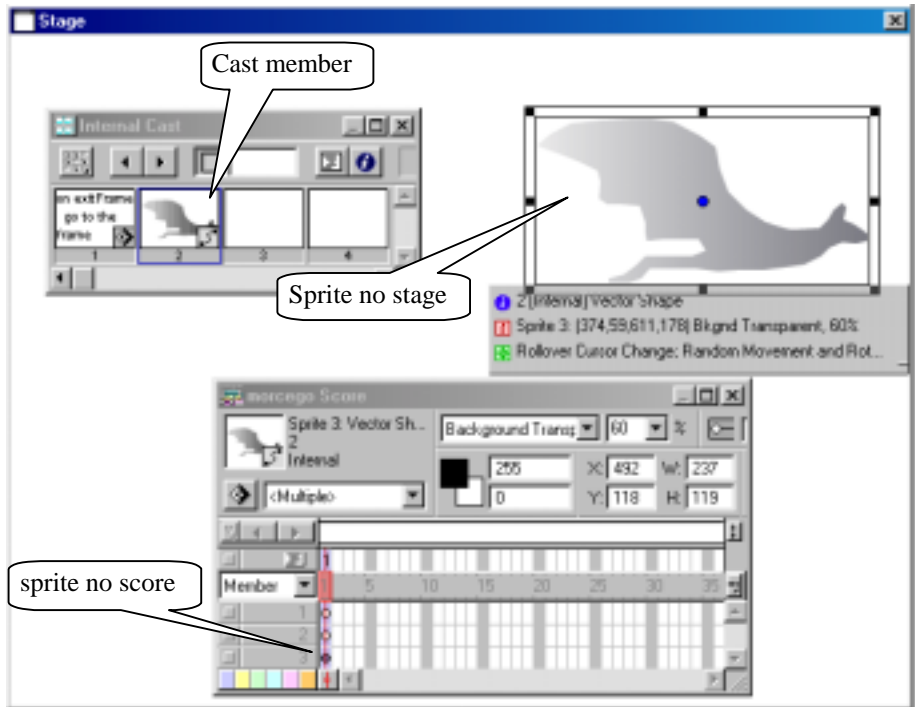 Stage
Cast member
Internal Cast
on exitFrame
go to the
frame
1
2
3
4
Sprite no stage
2 [Internal] Vector Shape
Sprite 3: (374,59,611,178) Bkgnd Transparent, 60%
Rollover Cursor Change; Random Movement and Rot...
morcego Score
Sprite 3: Vector Sh...
2
Internal
Background Transp
60
%
255
X: 492 W: 237
<Multiple>
0
Y: 118 H: 119
1
Member
5 10 15 20 25 30 35
sprite no score
1
2
3